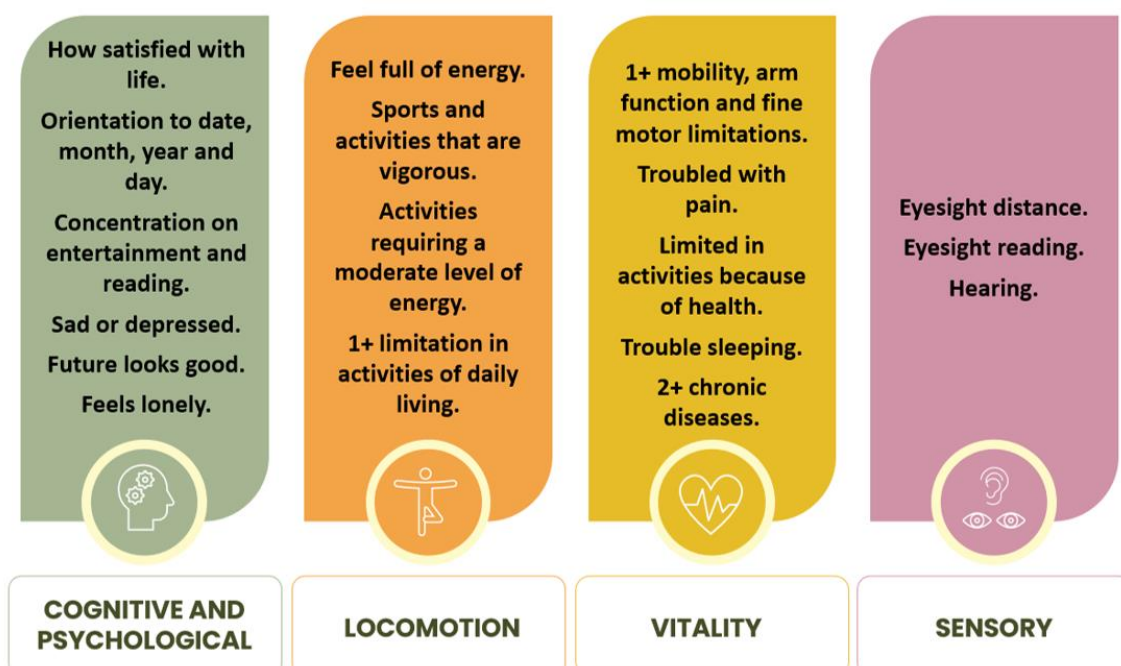 How satisfied with
life.
Orientation to date,
month, year and
day.
Concentration on
entertainment and
reading.
Sad or depressed.
Future looks good.
Feels lonely.
COGNITIVE AND
PSYCHOLOGICAL
Feel full of energy.
Sports and
activities that are
vigorous.
Activities
requiring a
moderate level of
energy.
1+ limitation in
activities of daily
living.
LOCOMOTION
1+ mobility, arm
function and fine
motor limitations.
Troubled with
pain.
Limited in
activities because
of health.
Trouble sleeping.
2+ chronic
diseases.
VITALITY
Eyesight distance.
Eyesight reading.
Hearing.
SENSORY